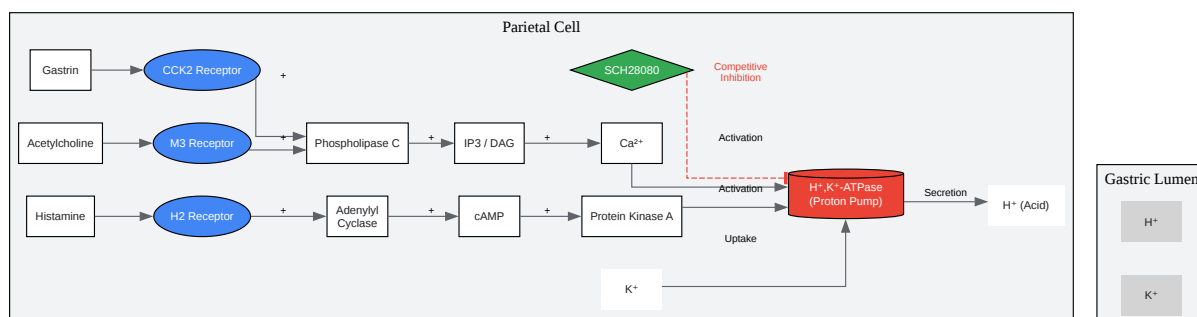 Parietal Cell
Gastrin
CCK2 Receptor
+
SCH28080
Competitive
Inhibition
Acetylcholine
M3 Receptor
+
Phospholipase C
+
IP3 / DAG
+
Ca²⁺
Activation
Histamine
H2 Receptor
+
Adenylyl
Cyclase
+
cAMP
+
Protein Kinase A
Activation
H⁺,K⁺-ATPase
(Proton Pump)
Secretion
H⁺ (Acid)
Uptake
K⁺
Gastric Lumen
H⁺
K⁺